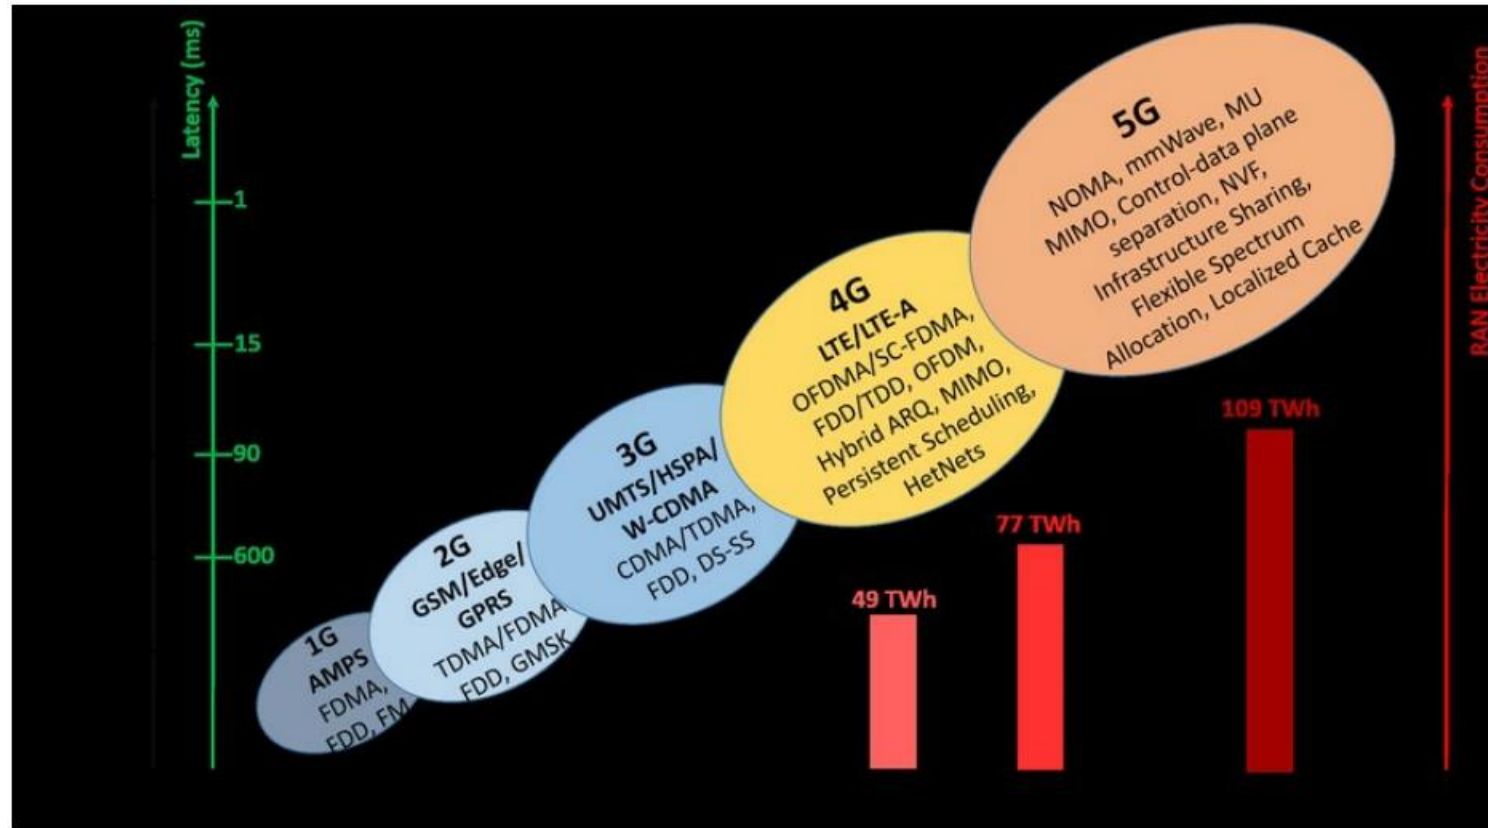 Latency (ms)
1
15
90
600
1G
AMPS
FDMA,
FDD, FM
2G
GSM/Edge/
GPRS
TDMA/FDMA
FDD, GMSK
3G
UMTS/HSPA/
W-CDMA
CDMA/TDMA,
FDD, DS-SS
4G
LTE/LTE-A
OFDMA/SC-FDMA,
FDD/TDD, OFDM,
Hybrid ARQ, MIMO,
Persistent Scheduling,
HetNets
5G
NOMA, mmWave, MU
MIMO, Control-data plane
separation, NVF,
Infrastructure Sharing,
Flexible Spectrum
Allocation, Localized Cache
49 TWh
77 TWh
109 TWh
RAN Electricity Consumption